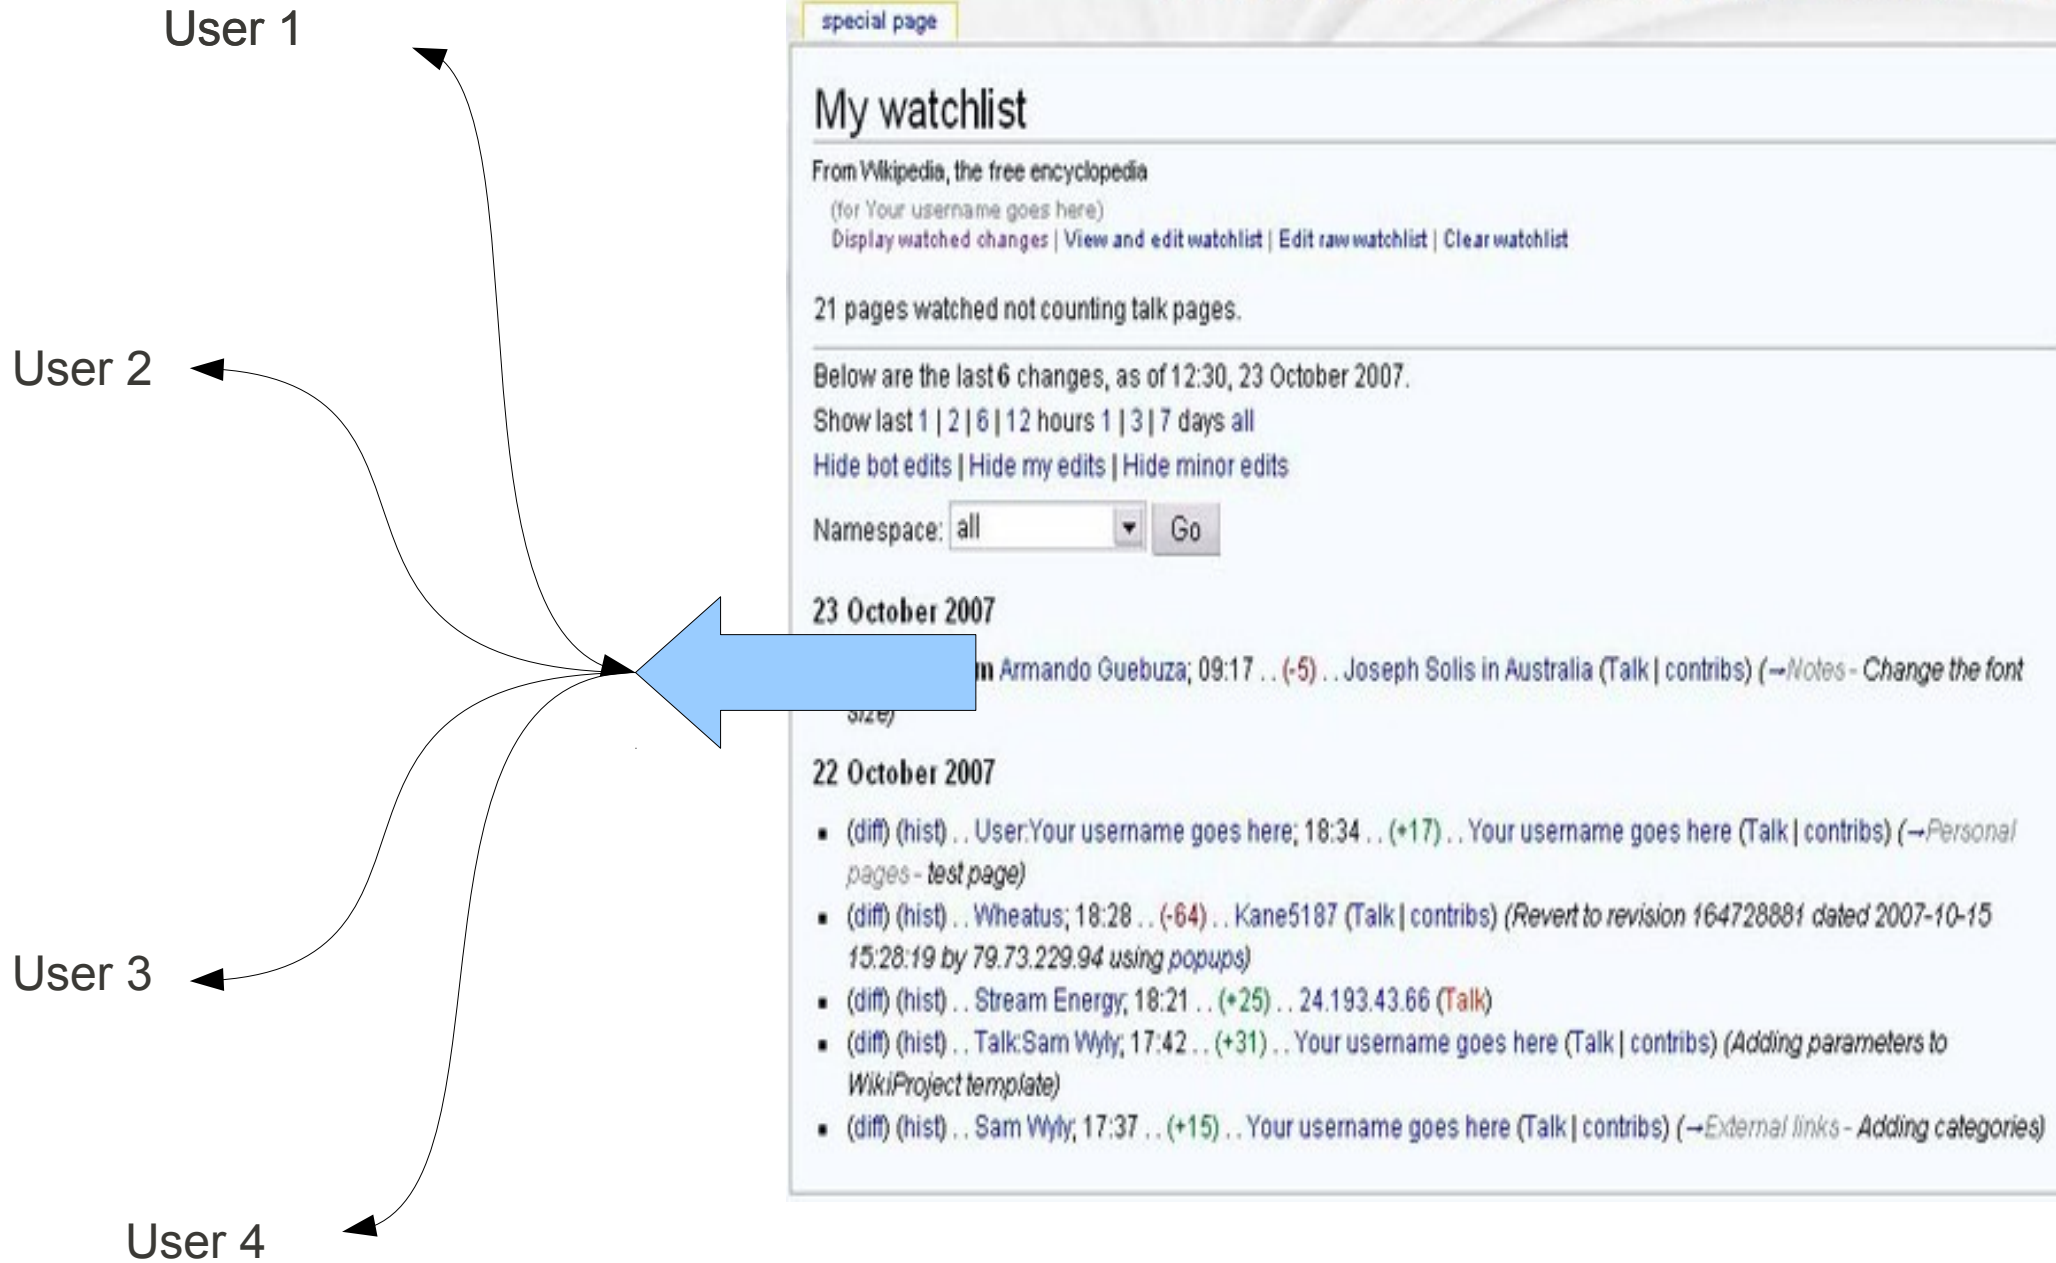 User 1
User 2
User 3
User 4
special page
My watchlist
From Wikipedia, the free encyclopedia
(for Your username goes here)
Display watched changes | View and edit watchlist | Edit raw watchlist | Clear watchlist
21 pages watched not counting talk pages.
Below are the last 6 changes, as of 12:30, 23 October 2007.
Show last 1 | 2 | 6 | 12 hours 1 | 3 | 7 days all
Hide bot edits | Hide my edits | Hide minor edits
Namespace: all Go
23 October 2007
Armando Guebuza; 09:17 . . (-5) . . Joseph Solis in Australia (Talk | contribs) (→Notes - Change the font
size)
22 October 2007
(diff) (hist) . . User:Your username goes here; 18:34 . . (+17) . . Your username goes here (Talk | contribs) (→Personal
pages - test page)
(diff) (hist) . . Wheatus; 18:28 . . (-64) . . Kane5187 (Talk | contribs) (Revert to revision 164728881 dated 2007-10-15
15:28:19 by 79.73.229.94 using popups)
(diff) (hist) . . Stream Energy; 18:21 . . (+25) . . 24.193.43.66 (Talk)
(diff) (hist) . . Talk:Sam Wyly; 17:42 . . (+31) . . Your username goes here (Talk | contribs) (Adding parameters to
WikiProject template)
(diff) (hist) . . Sam Wyly; 17:37 . . (+15) . . Your username goes here (Talk | contribs) (→External links - Adding categories)